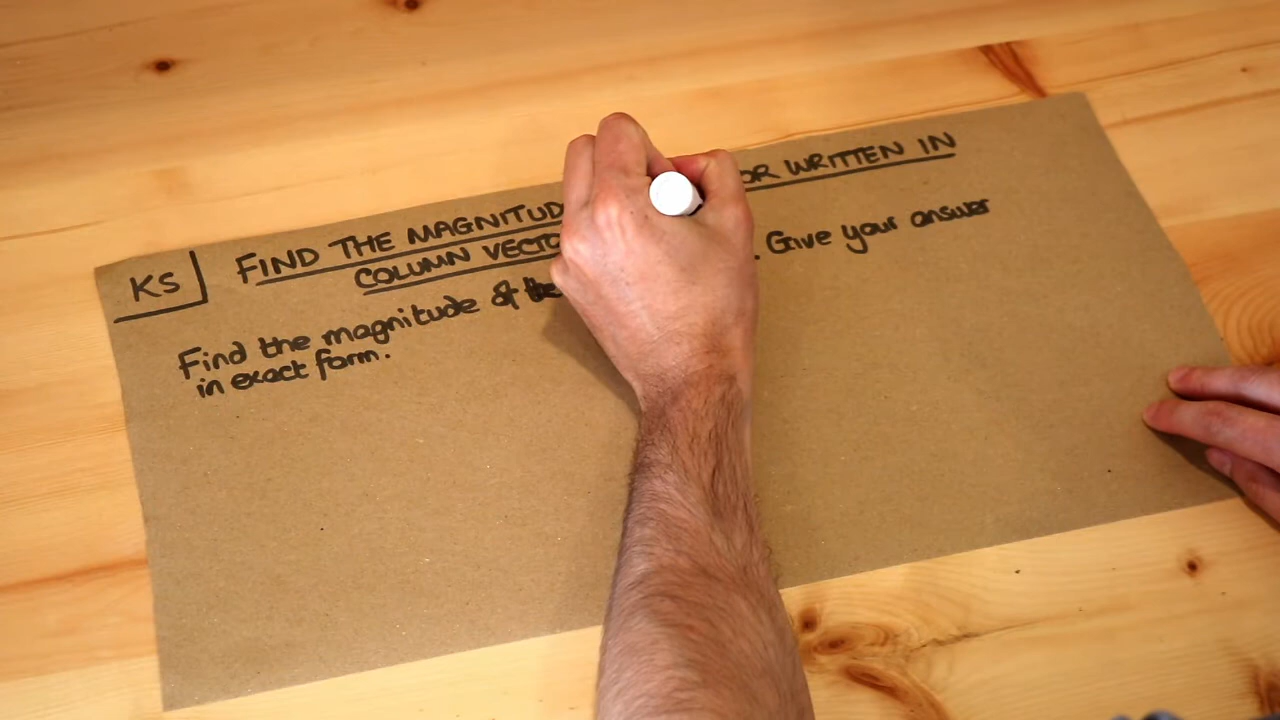 KS
FIND THE MAGNITUD OR WRITTEN IN
COLUMN VECTO
Find the magnitude of the . Give your answer
in exact form.